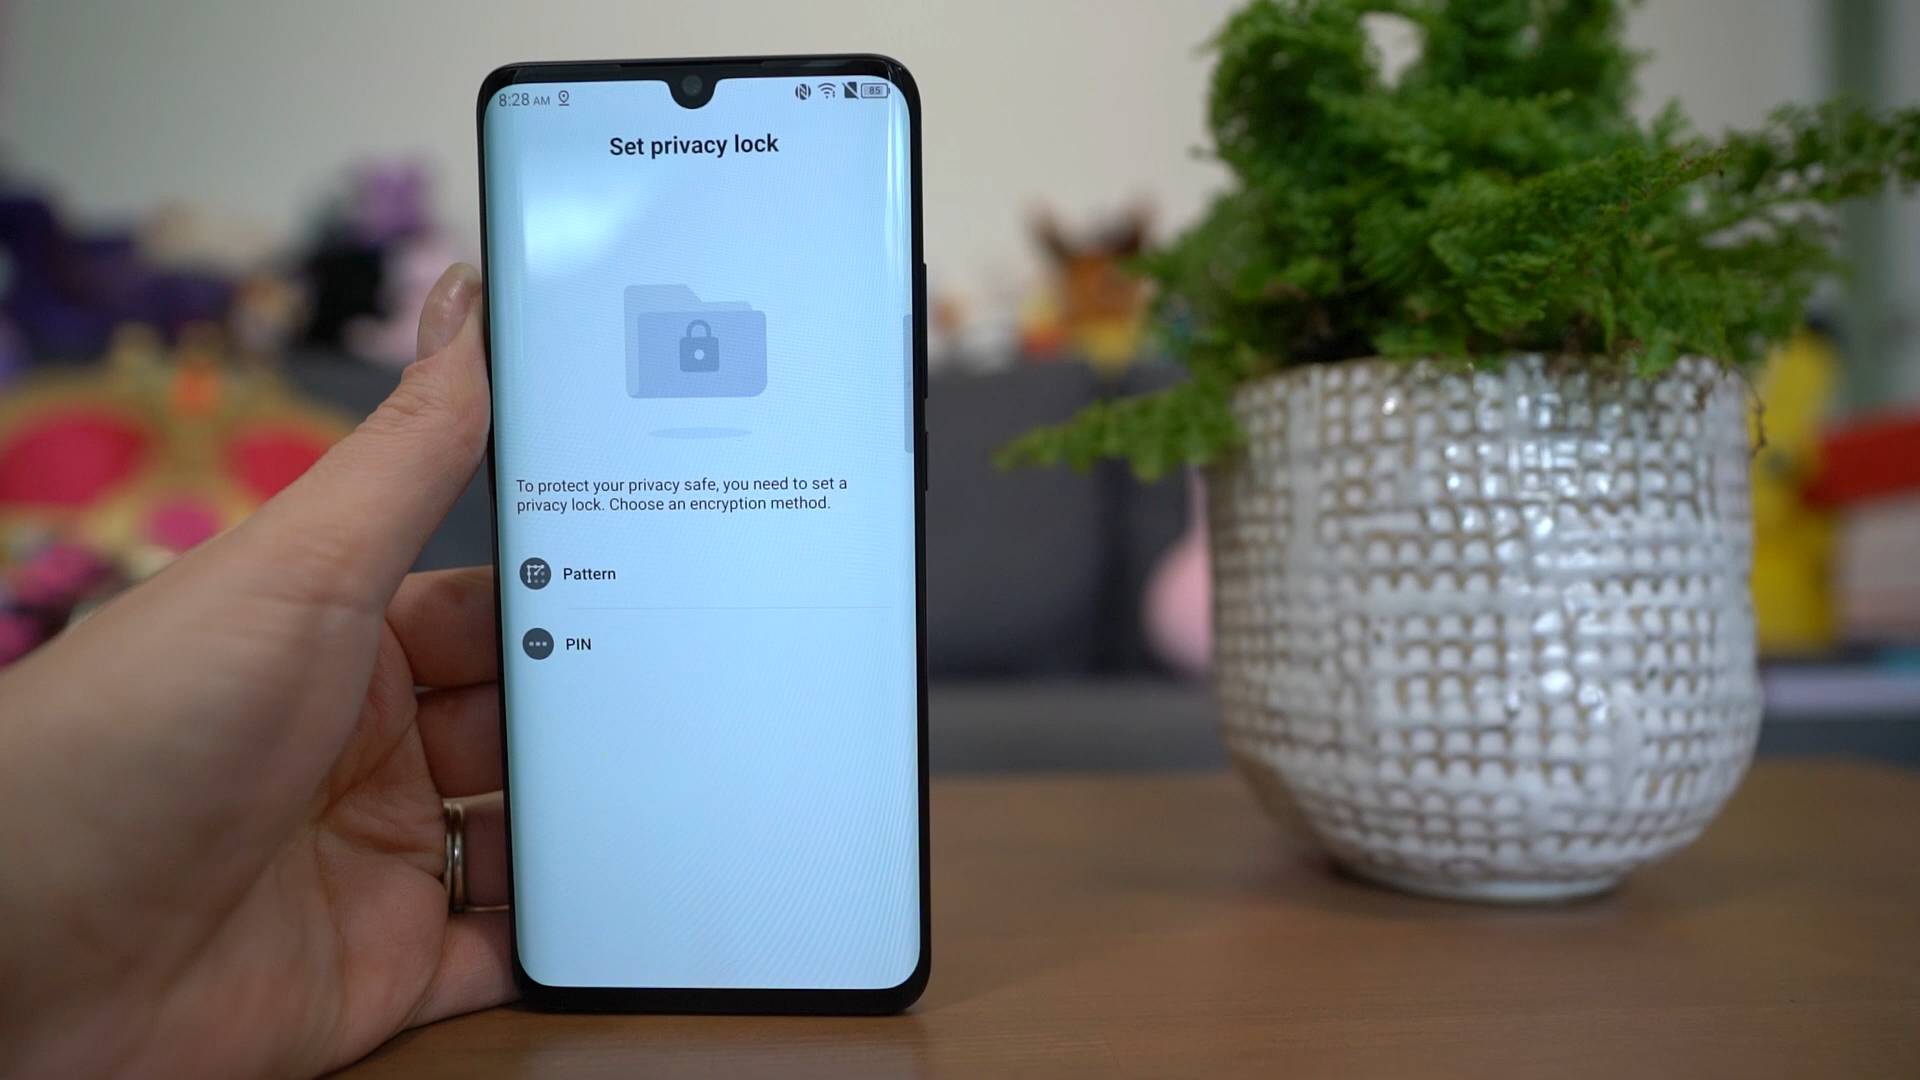 8:28 AM
85
Set privacy lock
To protect your privacy safe, you need to set a
privacy lock. Choose an encryption method.
Pattern
PIN